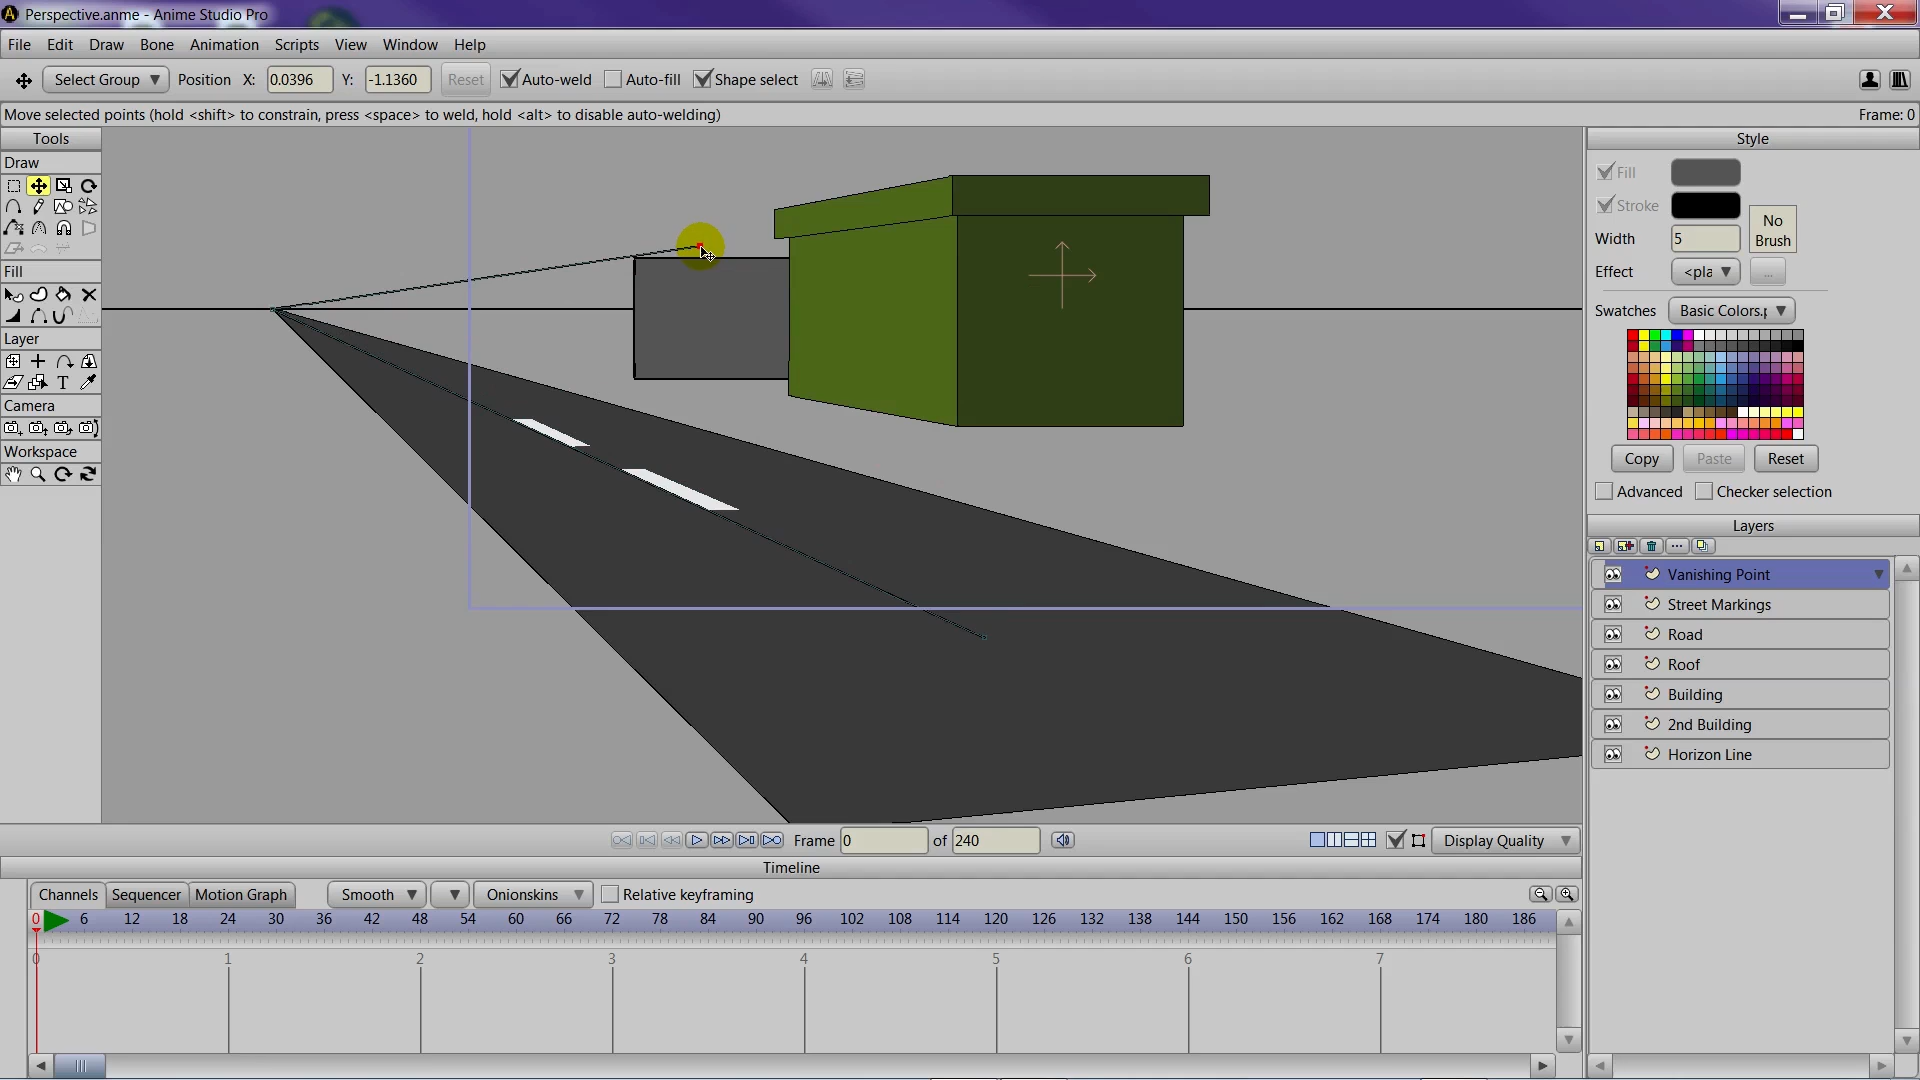 Perspective.anme - Anime Studio Pro
File Edit Draw Bone Animation Scripts View Window Help
Select Group Position X: 0.0396 Y: -1.1360 Reset Auto-weld Auto-fill Shape select
Move selected points (hold <shift> to constrain, press <space> to weld, hold <alt> to disable auto-welding) Frame: 0
Tools
Draw
Fill
Layer
T
Camera
Workspace
Style
Fill
Stroke
No
Brush
Width 5
Effect <pla ...
Swatches Basic Colors.p
Copy Paste Reset
Advanced Checker selection
Layers
Vanishing Point
Street Markings
Road
Roof
Building
2nd Building
Horizon Line
Frame 0 of 240 Display Quality
Timeline
Channels Sequencer Motion Graph Smooth Onionskins Relative keyframing
0 6 12 18 24 30 36 42 48 54 60 66 72 78 84 90 96 102 108 114 120 126 132 138 144 150 156 162 168 174 180 186
0 1 2 3 4 5 6 7